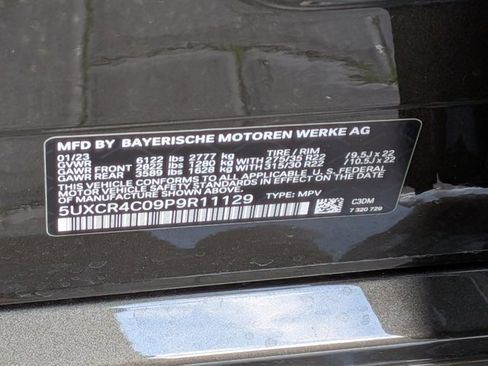 MFD BY BAYERISCHE MOTOREN WERKE AG
01/23 TIRE / RIM
GVWR 6122 lbs 2777 kg
GAWR FRONT 2822 lbs 1280 kg WITH 275/35 R22 /9.5J x 22
GAWR REAR 3589 lbs 1628 kg WITH 315/30 R22 /10.5J x 22
THIS VEHICLE CONFORMS TO ALL APPLICABLE U.S. FEDERAL
MOTOR VEHICLE SAFETY STANDARDS IN EFFECT ON THE DATE
OF MANUFACTURE SHOWN ABOVE.
5UXCR4C09P9R11129 TYPE: MPV
C3DM
7 320 729